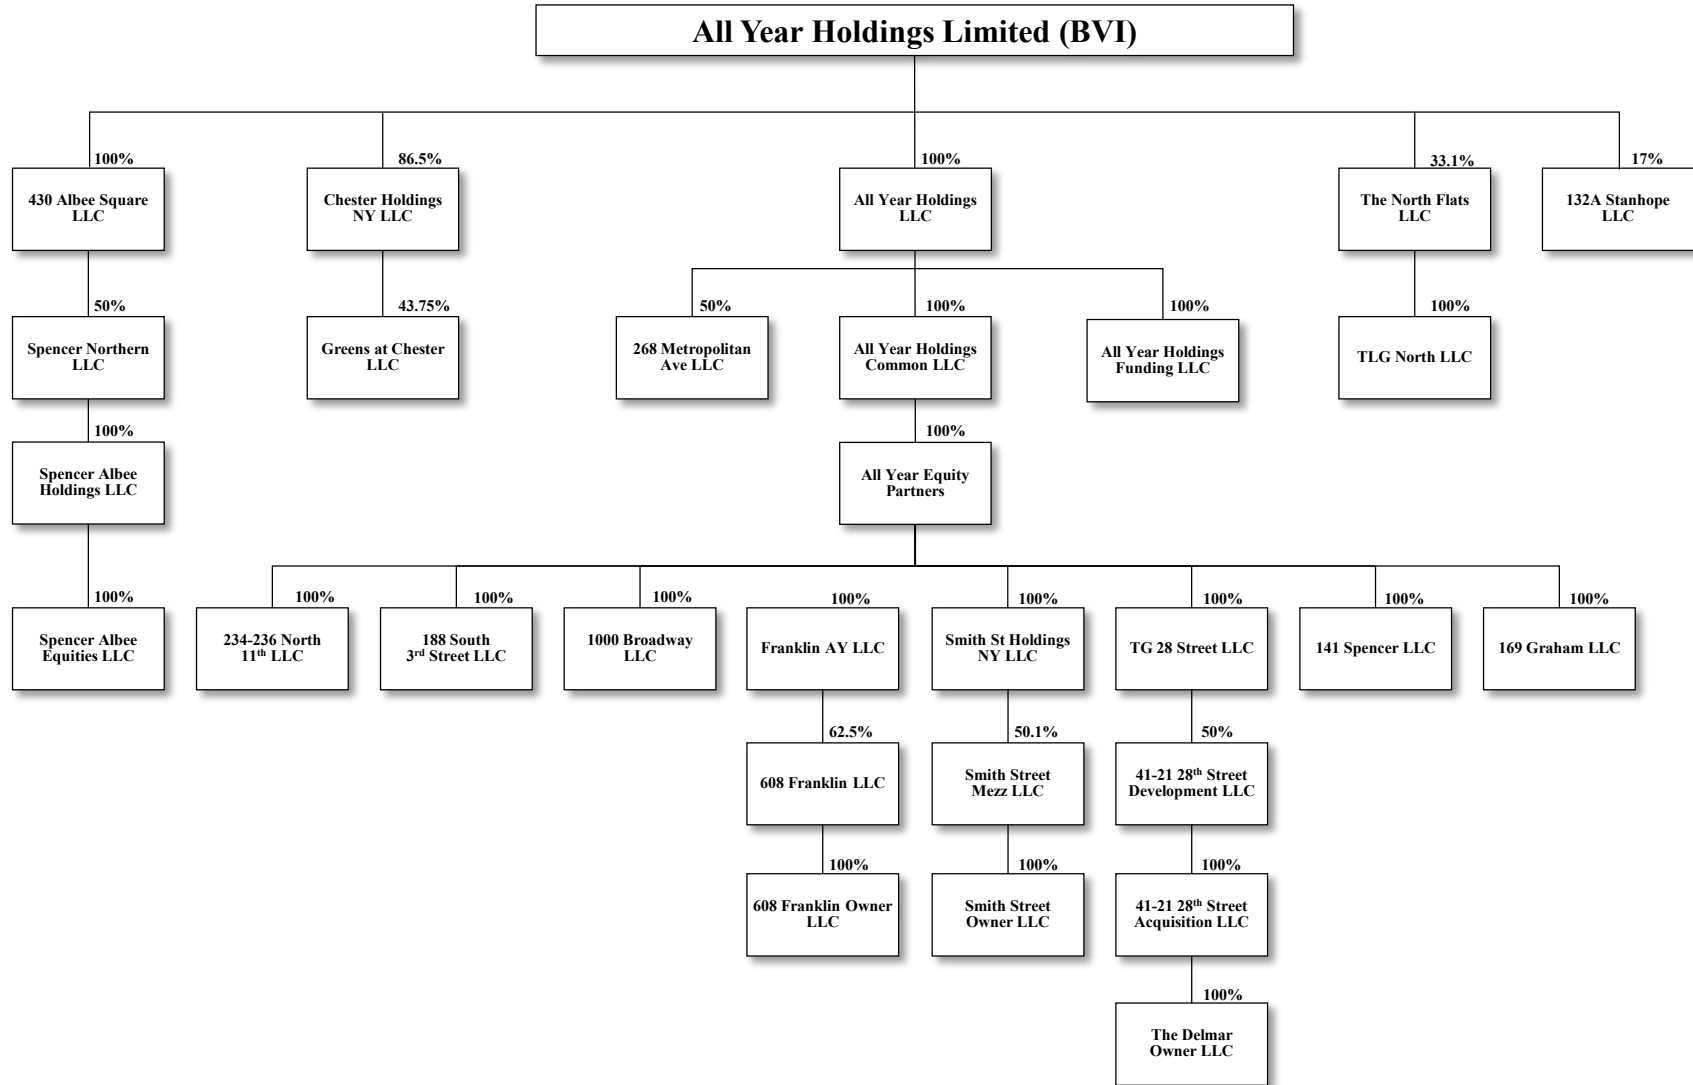 All Year Holdings Limited (BVI)
100%
86.5%
100%
33.1%
17%
430 Albee Square
LLC
Chester Holdings
NY LLC
All Year Holdings
LLC
The North Flats
LLC
132A Stanhope
LLC
50%
43.75%
50%
100%
100%
100%
Spencer Northern
LLC
Greens at Chester
LLC
268 Metropolitan
Ave LLC
All Year Holdings
Common LLC
All Year Holdings
Funding LLC
TLG North LLC
100%
100%
Spencer Albee
Holdings LLC
All Year Equity
Partners
100%
100%
100%
100%
100%
100%
100%
100%
100%
Spencer Albee
Equities LLC
234-236 North
11th LLC
188 South
3rd Street LLC
1000 Broadway
LLC
Franklin AY LLC
Smith St Holdings
NY LLC
TG 28 Street LLC
141 Spencer LLC
169 Graham LLC
62.5%
50.1%
50%
608 Franklin LLC
Smith Street
Mezz LLC
41-21 28th Street
Development LLC
100%
100%
100%
608 Franklin Owner
LLC
Smith Street
Owner LLC
41-21 28th Street
Acquisition LLC
100%
The Delmar
Owner LLC